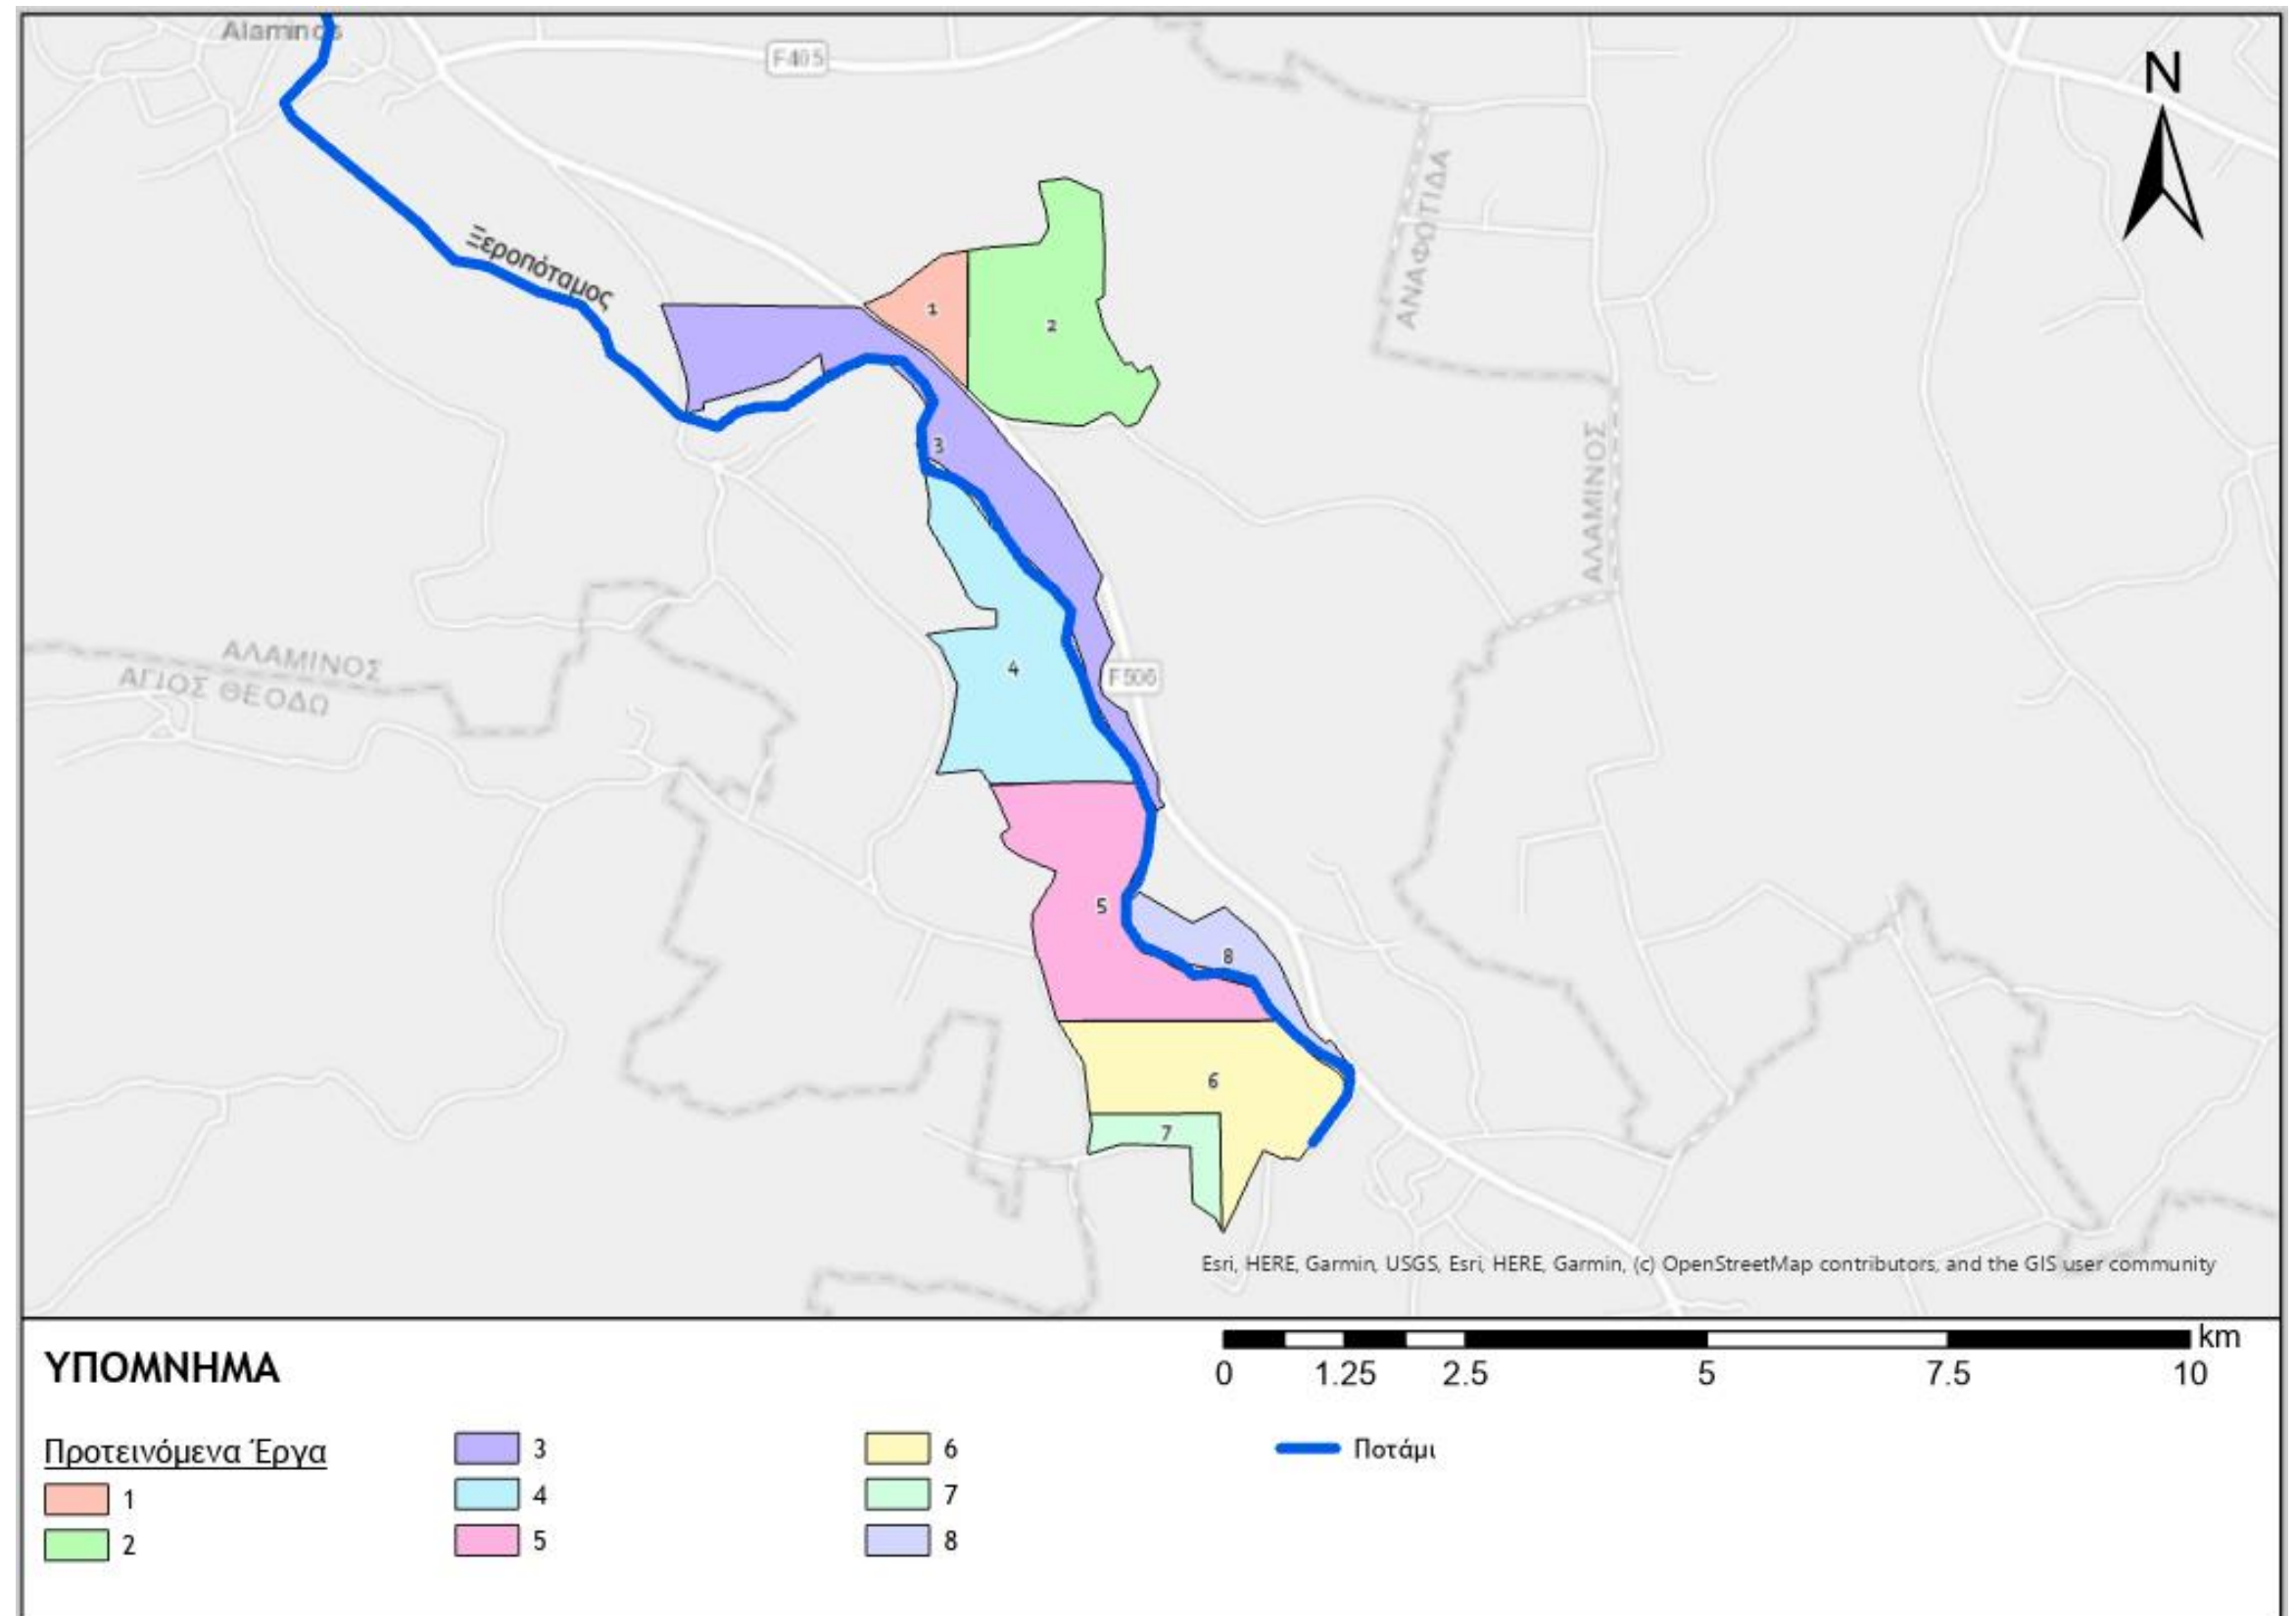 Alaminos
F405
N
ΑΝΑΦΩΤΙΔΑ
Ξεροπόταμος
1
2
3
ΑΛΑΜΙΝΟΣ
ΑΛΑΜΙΝΟΣ
ΑΓΙΟΣ ΘΕΟΔΩ
4
F506
5
8
6
7
Esri, HERE, Garmin, USGS, Esri, HERE, Garmin, (c) OpenStreetMap contributors, and the GIS user community
km
0 1.25 2.5 5 7.5 10
ΥΠΟΜΝΗΜΑ
Προτεινόμενα Έργα
1
2
3
4
5
6
7
8
Ποτάμι